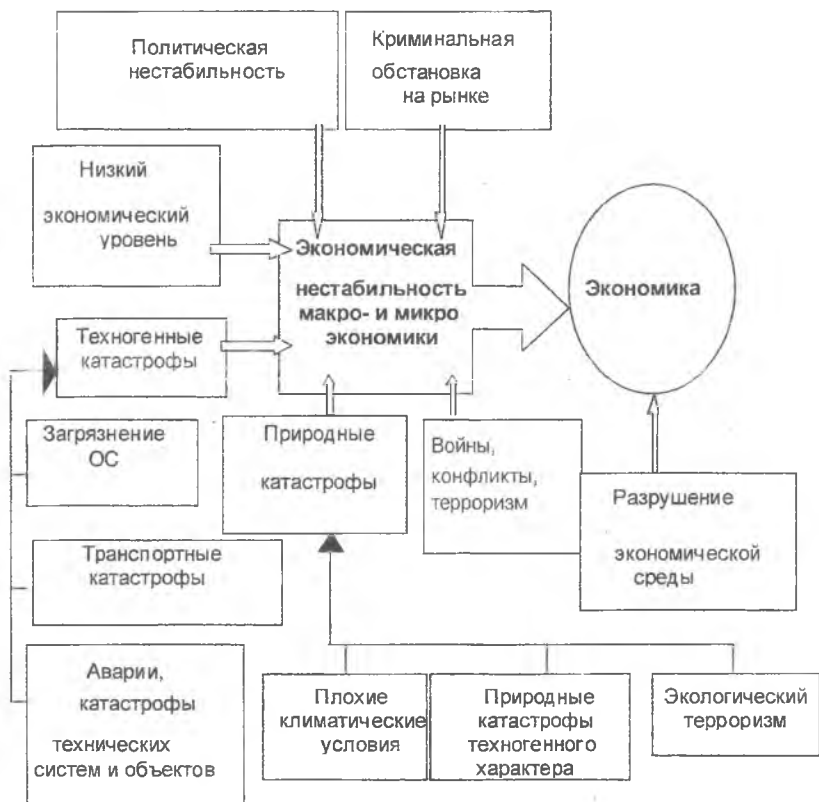 Политическая
нестабильность
Криминальная
обстановка
на рынке
Низкий
экономический
уровень
Экономическая
нестабильность
макро- и микро
экономики
Экономика
Техногенные
катастрофы
Загрязнение
ОС
Природные
катастрофы
Войны,
конфликты,
терроризм
Разрушение
экономической
среды
Транспортные
катастрофы
Аварии,
катастрофы
технических
систем и объектов
Плохие
климатические
условия
Природные
катастрофы
техногенного
характера
Экологический
терроризм